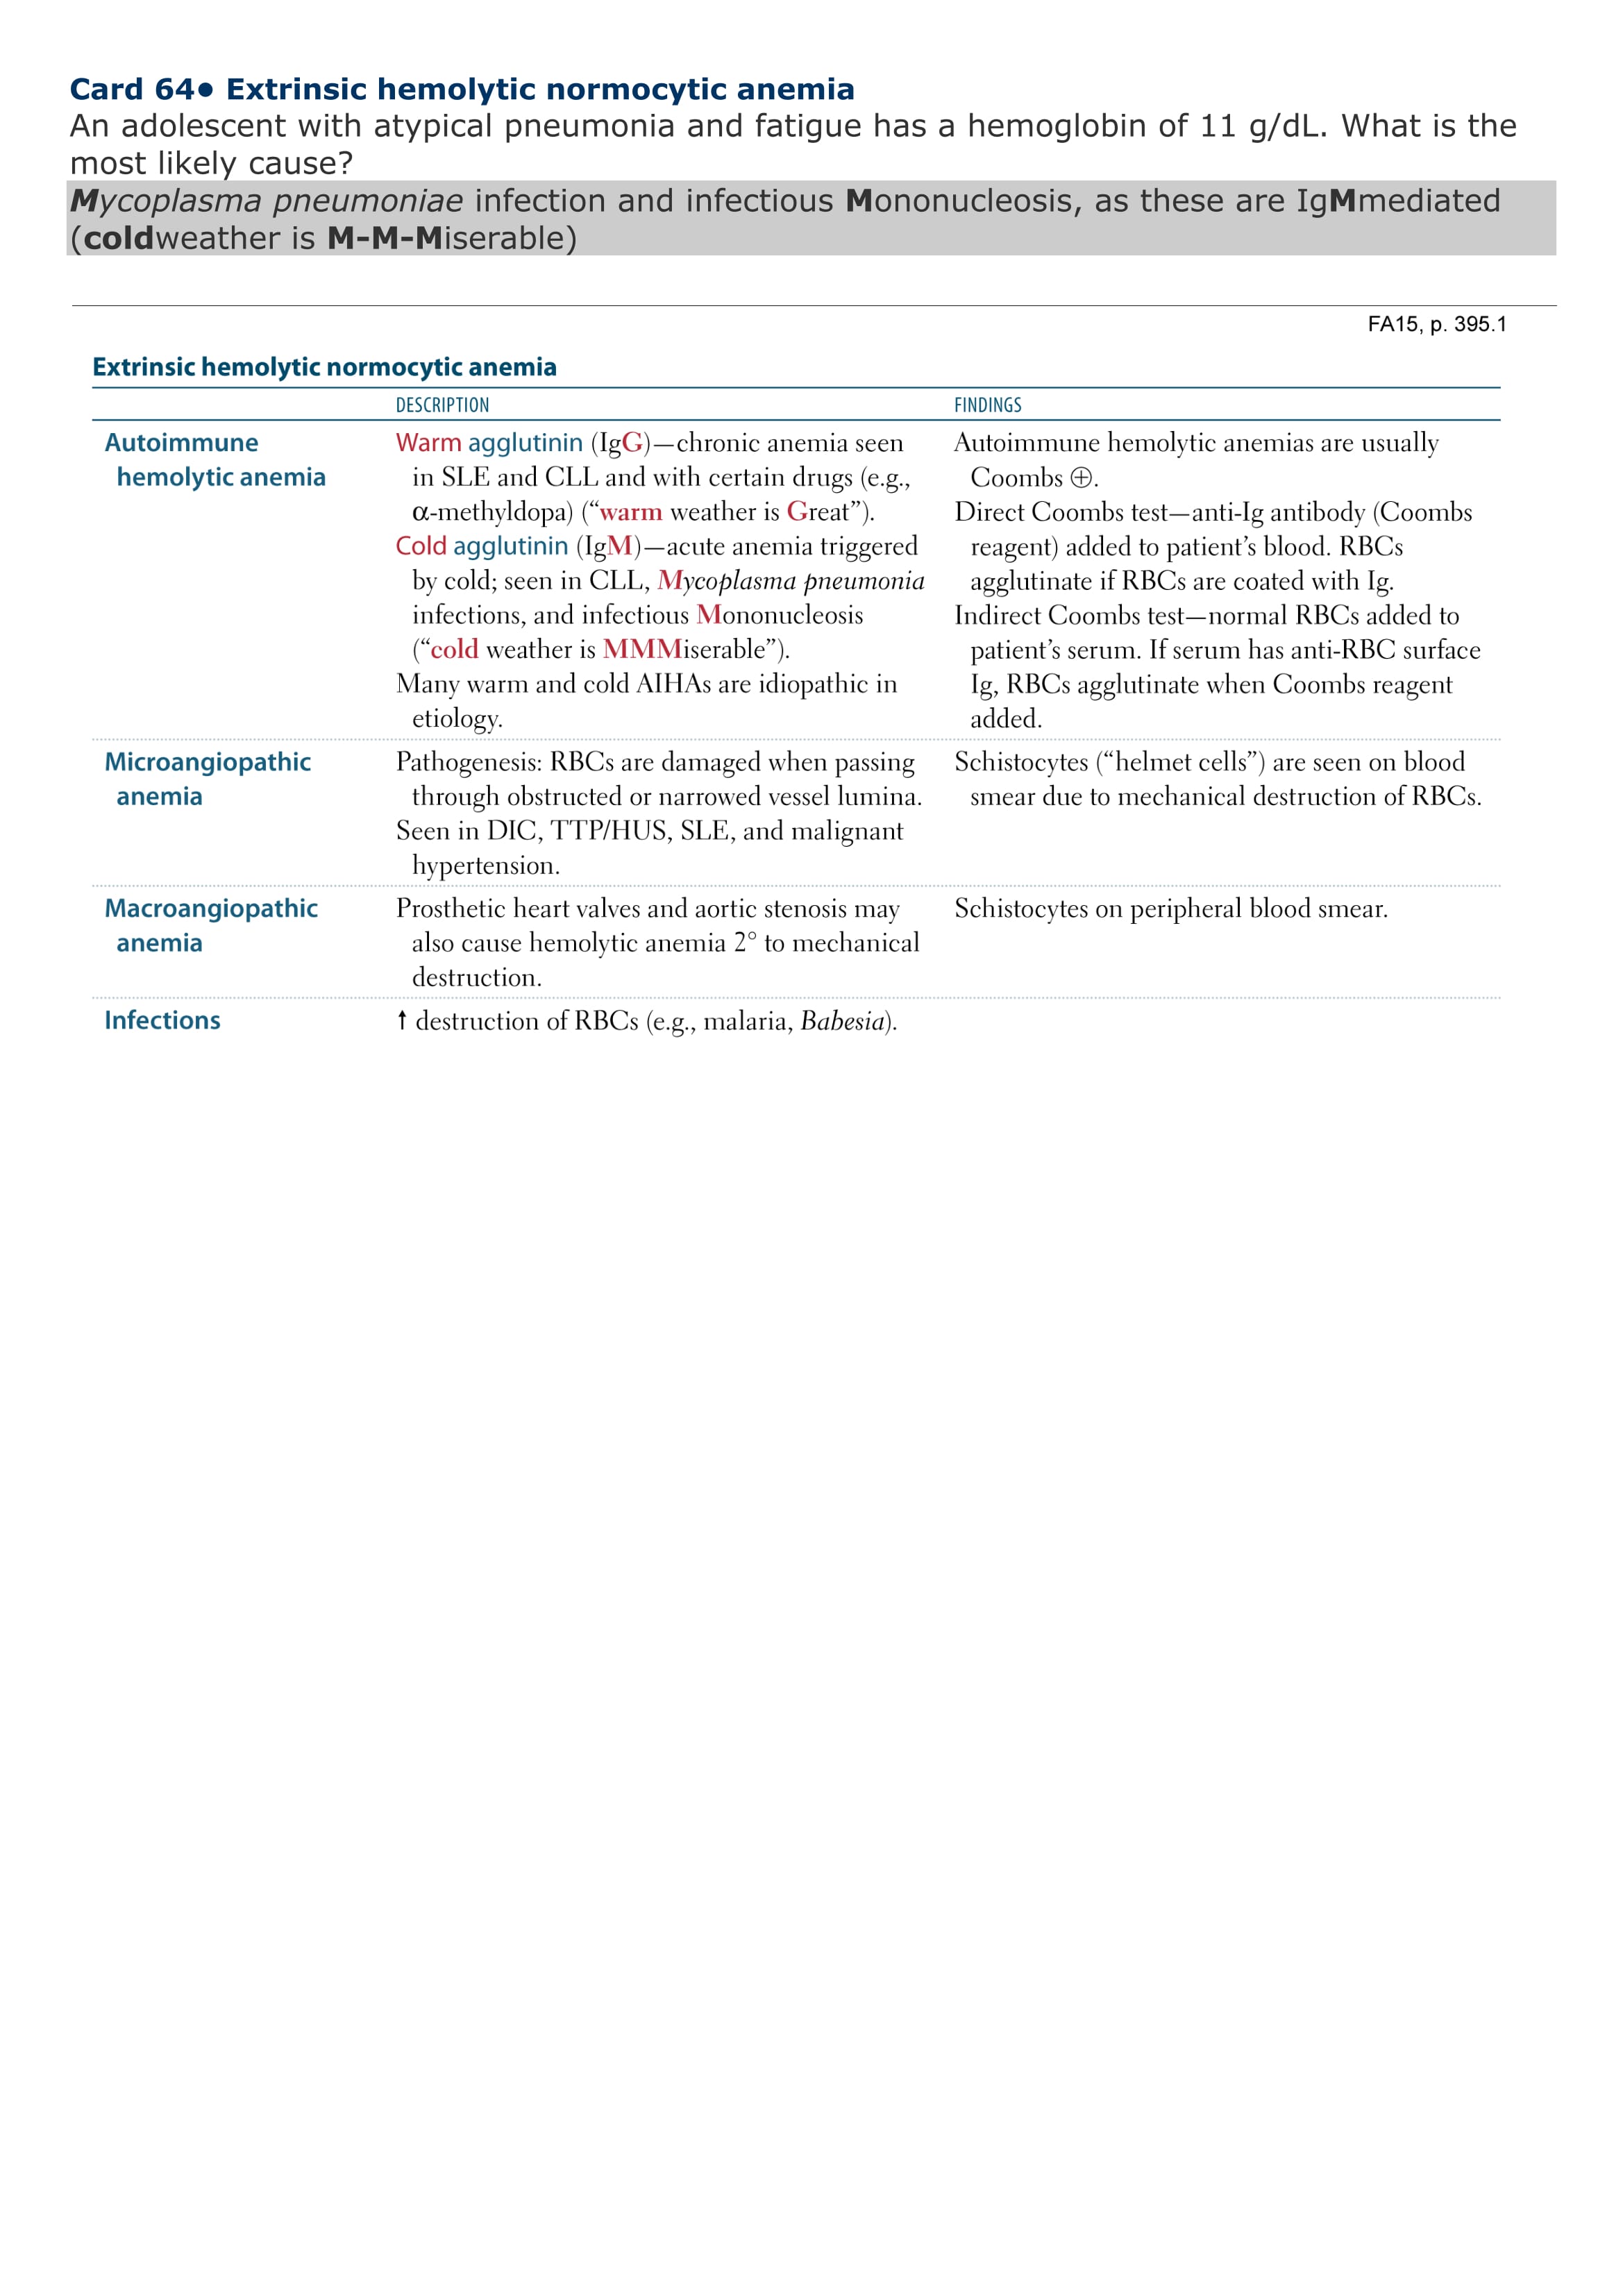 Card 64• Extrinsic hemolytic normocytic anemia
An adolescent with atypical pneumonia and fatigue has a hemoglobin of 11 g/dL. What is the
most likely cause?
Mycoplasma pneumoniae infection and infectious Mononucleosis, as these are IgMmediated
(coldweather is M-M-Miserable)
FA15, p. 395.1
Extrinsic hemolytic normocytic anemia
DESCRIPTION
FINDINGS
Autoimmune
hemolytic anemia
Warm agglutinin (IgG)—chronic anemia seen
in SLE and CLL and with certain drugs (e.g.,
α-methyldopa) (“warm weather is Great”).
Cold agglutinin (IgM)—acute anemia triggered
by cold; seen in CLL, Mycoplasma pneumonia
infections, and infectious Mononucleosis
(“cold weather is MMMiserable”).
Many warm and cold AIHAs are idiopathic in
etiology.
Autoimmune hemolytic anemias are usually
Coombs ⊕.
Direct Coombs test—anti-Ig antibody (Coombs
reagent) added to patient’s blood. RBCs
agglutinate if RBCs are coated with Ig.
Indirect Coombs test—normal RBCs added to
patient’s serum. If serum has anti-RBC surface
Ig, RBCs agglutinate when Coombs reagent
added.
Microangiopathic
anemia
Pathogenesis: RBCs are damaged when passing
through obstructed or narrowed vessel lumina.
Seen in DIC, TTP/HUS, SLE, and malignant
hypertension.
Schistocytes (“helmet cells”) are seen on blood
smear due to mechanical destruction of RBCs.
Macroangiopathic
anemia
Prosthetic heart valves and aortic stenosis may
also cause hemolytic anemia 2° to mechanical
destruction.
Schistocytes on peripheral blood smear.
Infections
↑ destruction of RBCs (e.g., malaria, Babesia).